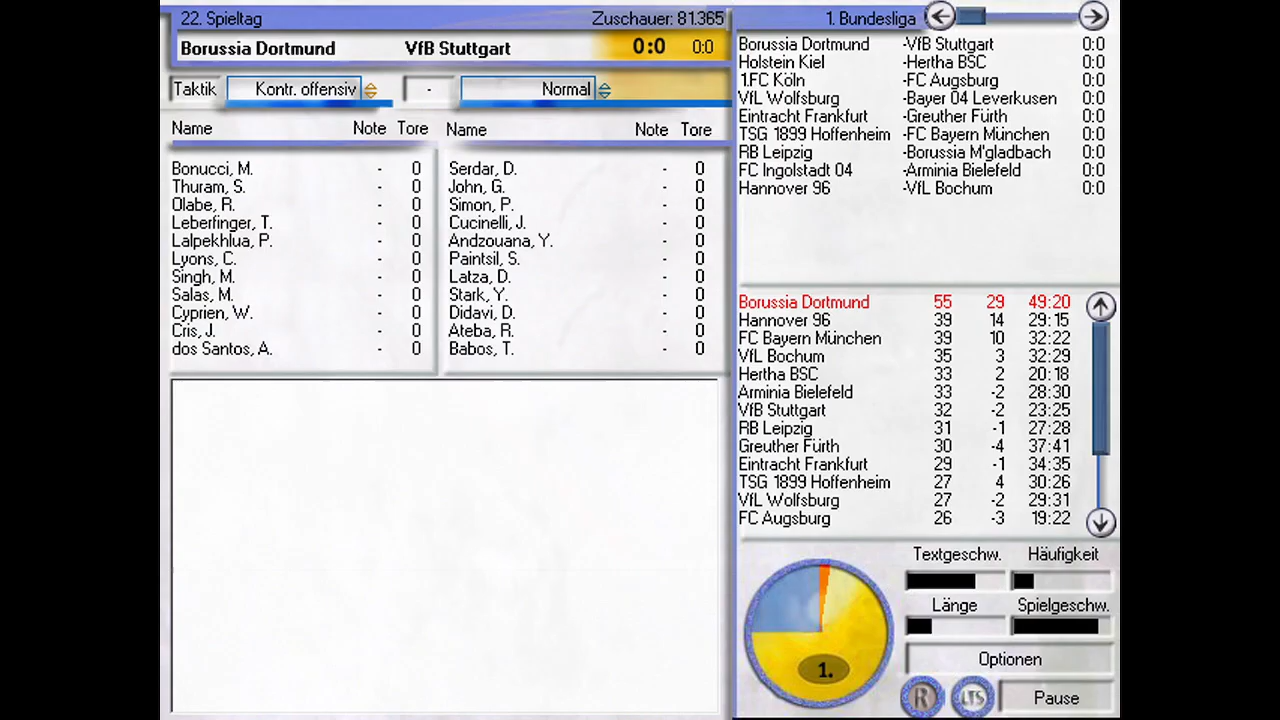 22. Spieltag Zuschauer: 81.365
Borussia Dortmund VfB Stuttgart 0:0 0:0
Taktik Kontr. offensiv - Normal
Name Note Tore Name Note Tore
Bonucci, M. - 0 Serdar, D. - 0
Thuram, S. - 0 John, G. - 0
Olabe, R. - 0 Simon, P. - 0
Leberfinger, T. - 0 Cucinelli, J. - 0
Lalpekhlua, P. - 0 Andzouana, Y. - 0
Lyons, C. - 0 Paintsil, S. - 0
Singh, M. - 0 Latza, D. - 0
Salas, M. - 0 Stark, Y. - 0
Cyprien, W. - 0 Didavi, D. - 0
Cris, J. - 0 Ateba, R. - 0
dos Santos, A. - 0 Babos, T. - 0
1. Bundesliga
Borussia Dortmund -VfB Stuttgart 0:0
Holstein Kiel -Hertha BSC 0:0
1.FC Köln -FC Augsburg 0:0
VfL Wolfsburg -Bayer 04 Leverkusen 0:0
Eintracht Frankfurt -Greuther Fürth 0:0
TSG 1899 Hoffenheim -FC Bayern München 0:0
RB Leipzig -Borussia M'gladbach 0:0
FC Ingolstadt 04 -Arminia Bielefeld 0:0
Hannover 96 -VfL Bochum 0:0
Borussia Dortmund 55 29 49:20
Hannover 96 39 14 29:15
FC Bayern München 39 10 32:22
VfL Bochum 35 3 32:29
Hertha BSC 33 2 20:18
Arminia Bielefeld 33 -2 28:30
VfB Stuttgart 32 -2 23:25
RB Leipzig 31 -1 27:28
Greuther Fürth 30 -4 37:41
Eintracht Frankfurt 29 -1 34:35
TSG 1899 Hoffenheim 27 4 30:26
VfL Wolfsburg 27 -2 29:31
FC Augsburg 26 -3 19:22
Textgeschw. Häufigkeit
Länge Spielgeschw.
Optionen
1.
R LTS Pause